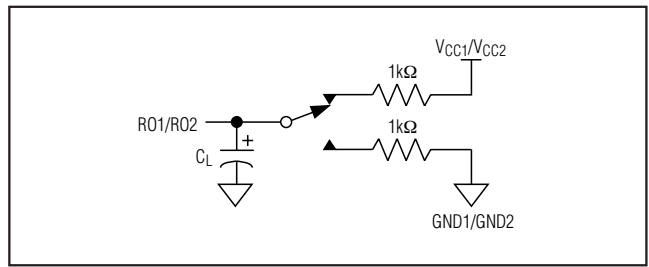 VCC1/VCC2
1kΩ
RO1/RO2
1kΩ
+
CL
GND1/GND2